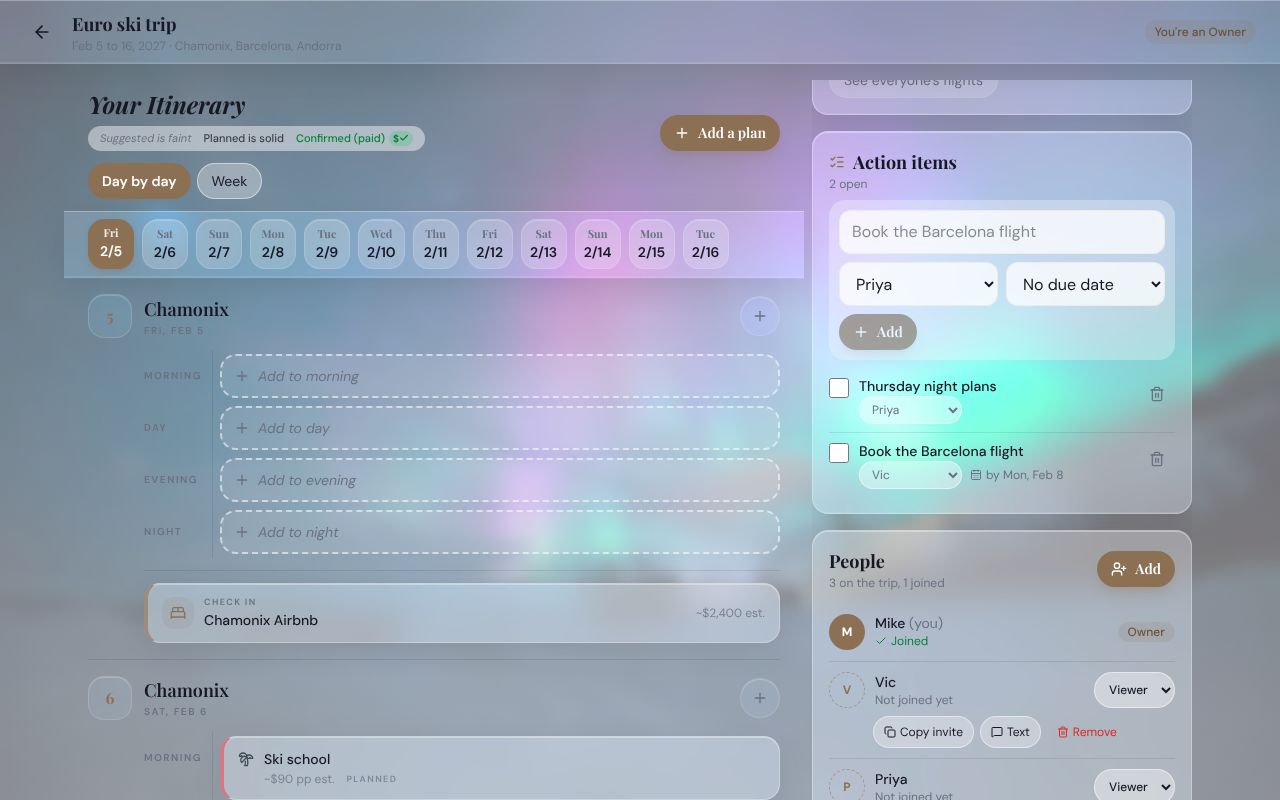 Euro ski trip
Feb 5 to 16, 2027 · Chamonix, Barcelona, Andorra
You're an Owner
Your Itinerary
Suggested is faint Planned is solid Confirmed (paid) $✓
+ Add a plan
Day by day Week
Fri 2/5
Sat 2/6
Sun 2/7
Mon 2/8
Tue 2/9
Wed 2/10
Thu 2/11
Fri 2/12
Sat 2/13
Sun 2/14
Mon 2/15
Tue 2/16
5 Chamonix
FRI, FEB 5
MORNING + Add to morning
DAY + Add to day
EVENING + Add to evening
NIGHT + Add to night
CHECK IN
Chamonix Airbnb ~$2,400 est.
6 Chamonix
SAT, FEB 6
MORNING Ski school
~$90 pp est. PLANNED
See everyone's flights
Action items
2 open
Book the Barcelona flight
Priya No due date
+ Add
Thursday night plans
Priya
Book the Barcelona flight
Vic by Mon, Feb 8
People
3 on the trip, 1 joined
Add
M Mike (you) Owner
✓ Joined
V Vic Viewer
Not joined yet
Copy invite Text Remove
P Priya Viewer
Not joined yet